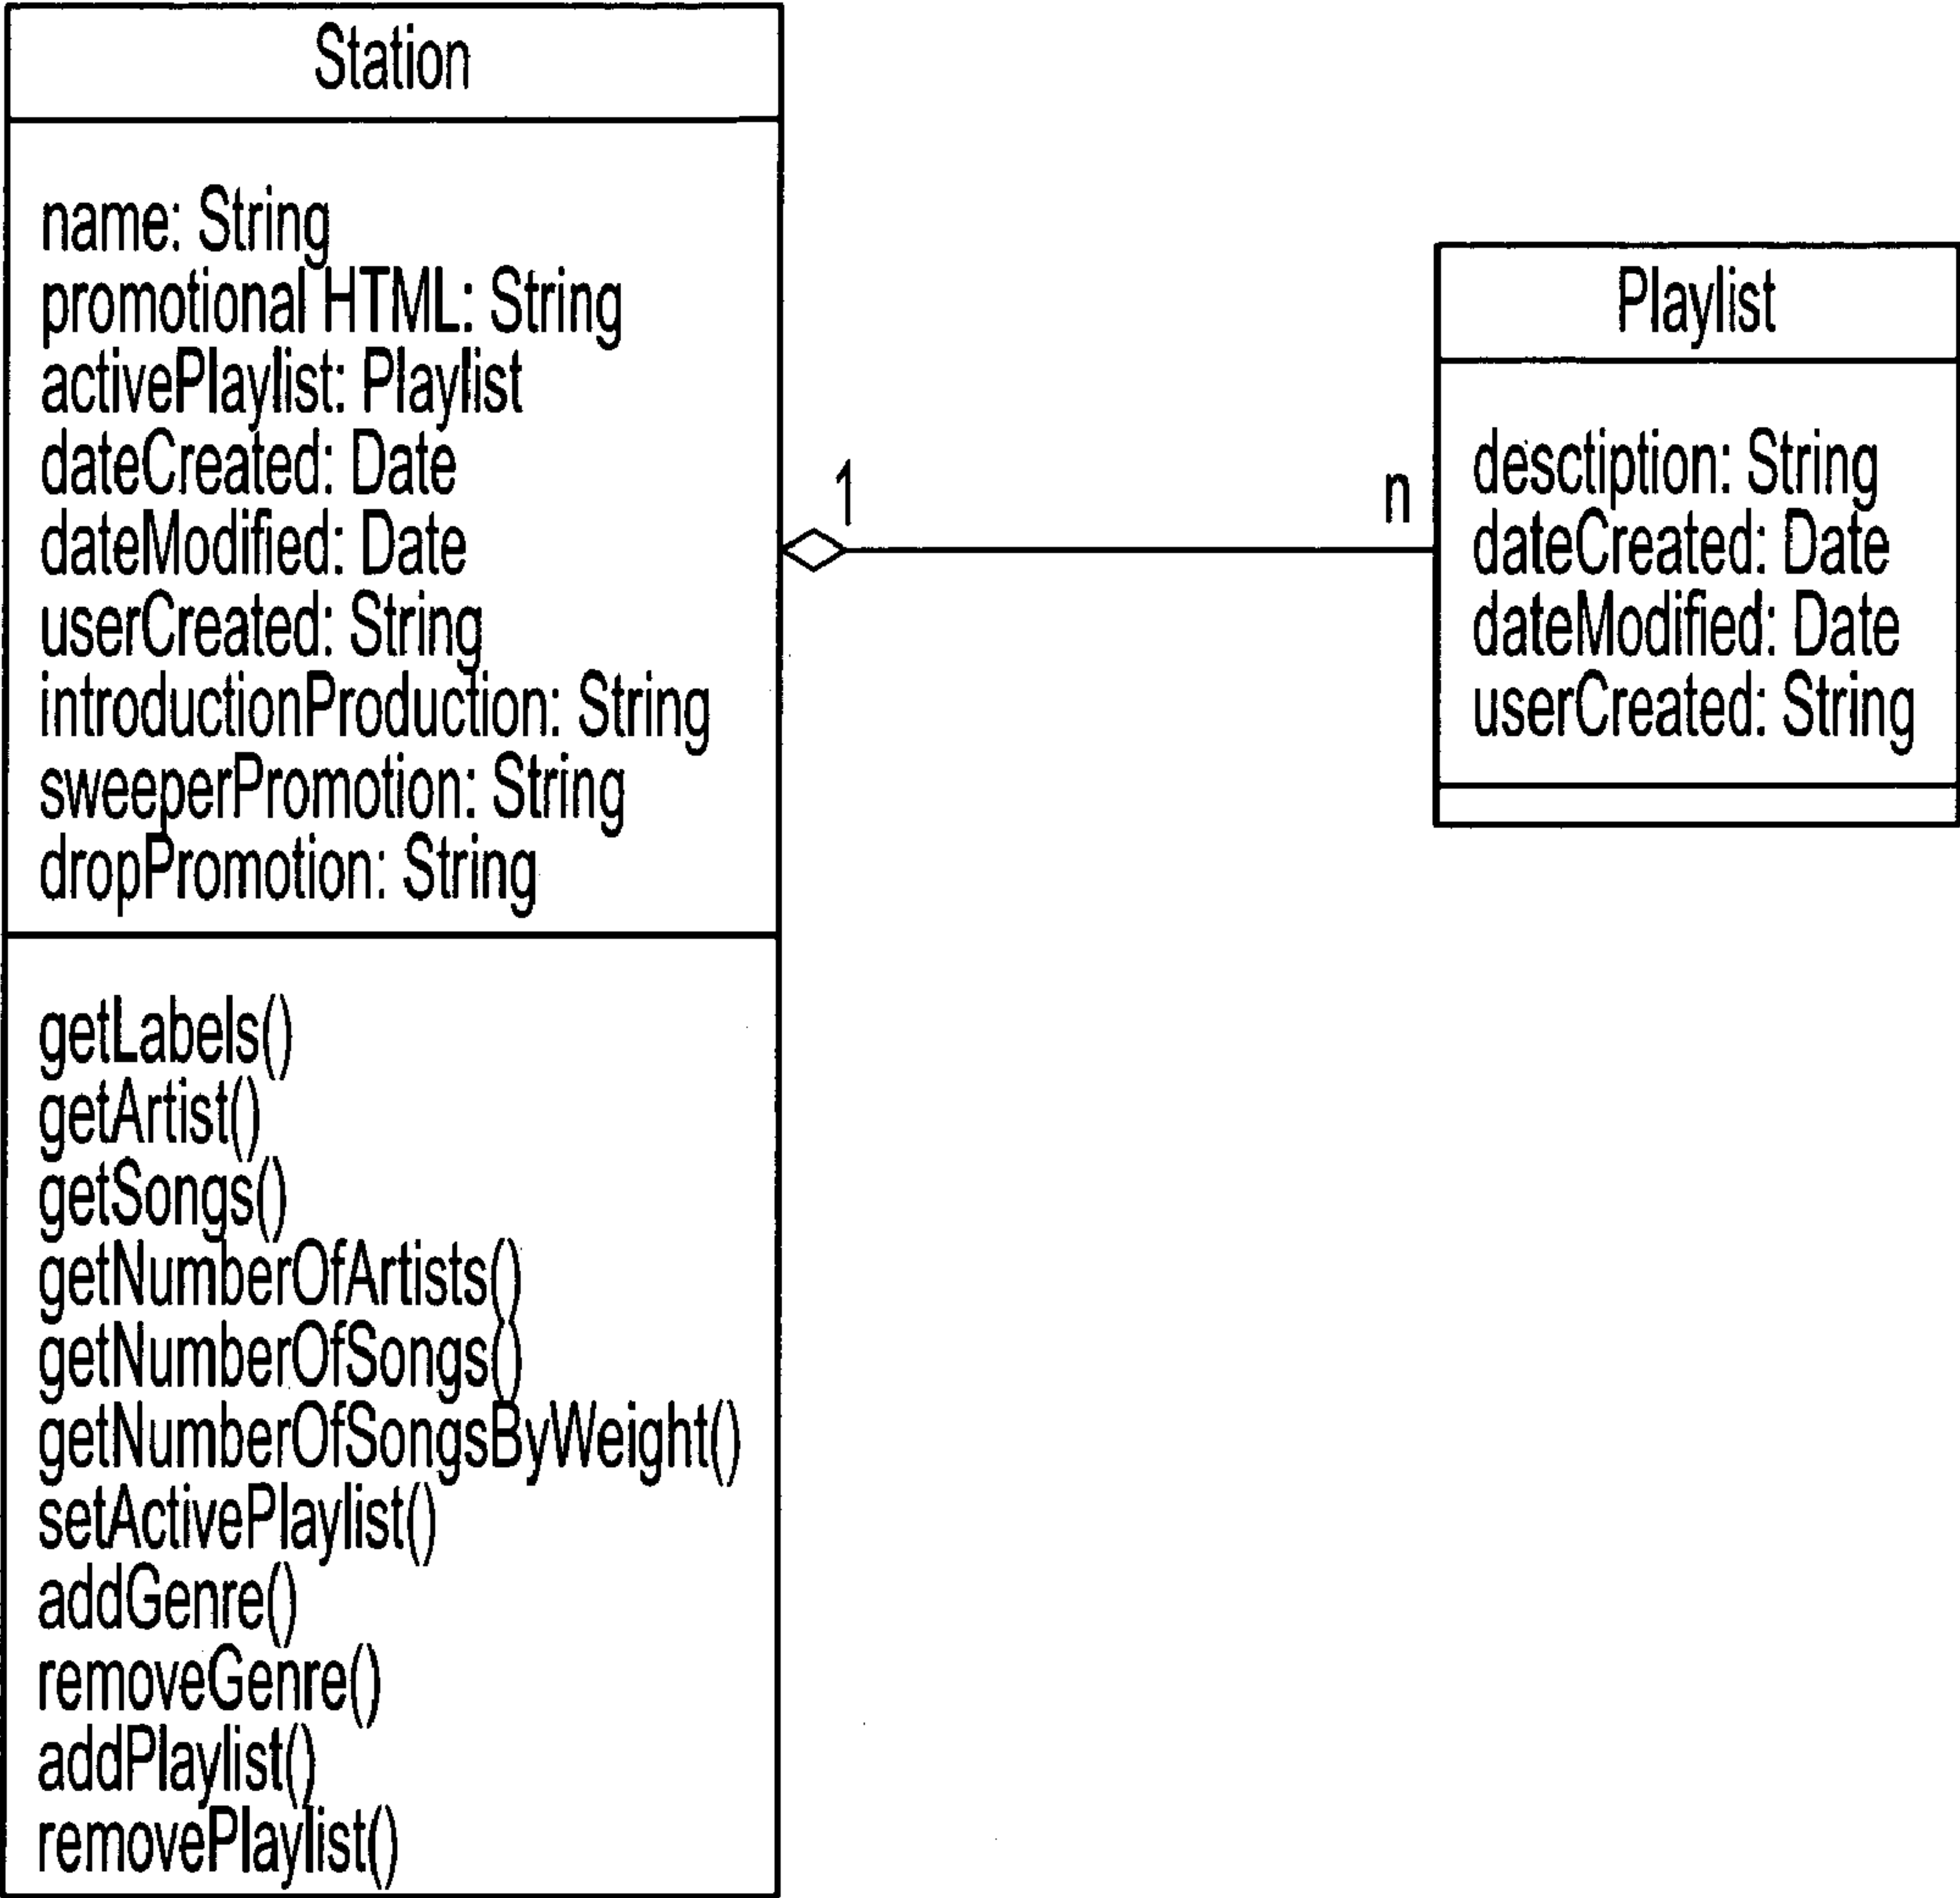 Station
name: String
promotional HTML: String
activePlaylist: Playlist
dateCreated: Date
dateModified: Date
userCreated: String
introductionProduction: String
sweeperPromotion: String
dropPromotion: String
getLabels()
getArtist()
getSongs()
getNumberOfArtists()
getNumberOfSongs()
getNumberOfSongsByWeight()
setActivePlaylist()
addGenre()
removeGenre()
addPlaylist()
removePlaylist()
1
n
Playlist
desctiption: String
dateCreated: Date
dateModified: Date
userCreated: String